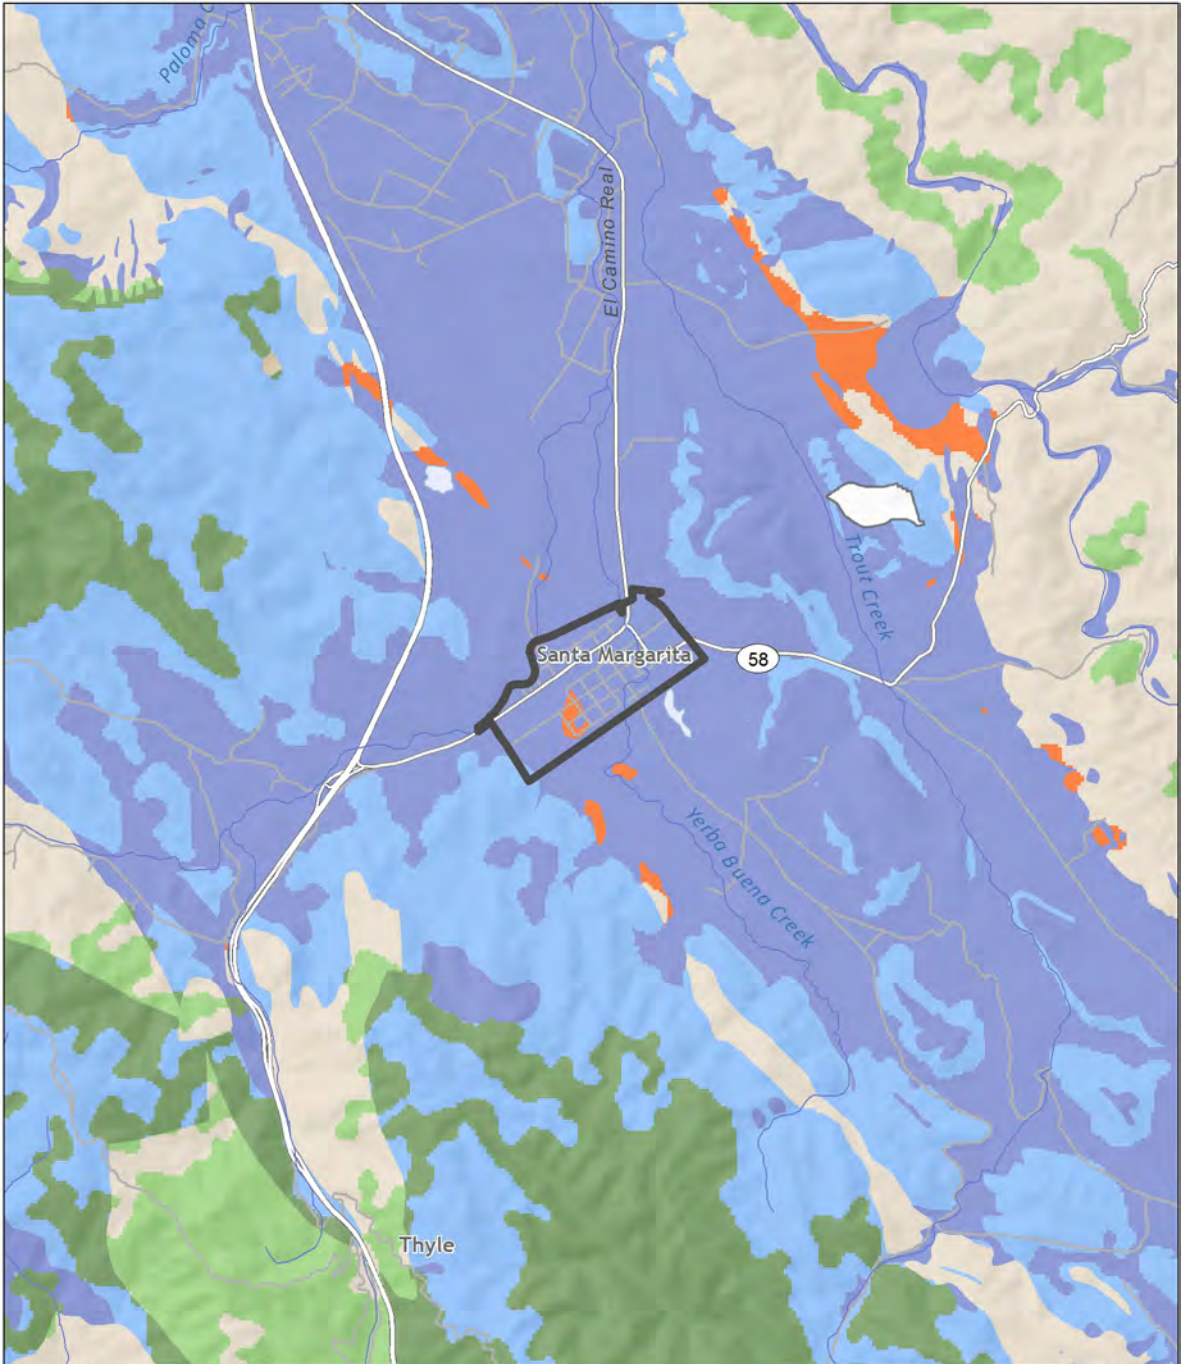 Paloma C
El Camino Real
Trout Creek
Santa Margarita
58
Yerba Buena Creek
Thyle